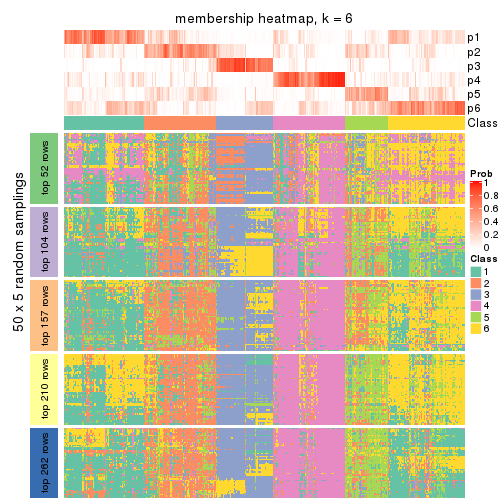 membership heatmap, k = 6
p1
p2
p3
p4
p5
p6
Class
50 x 5 random samplings
top 52 rows
top 104 rows
top 157 rows
top 210 rows
top 262 rows
Prob
1
0.8
0.6
0.4
0.2
0
Class
1
2
3
4
5
6